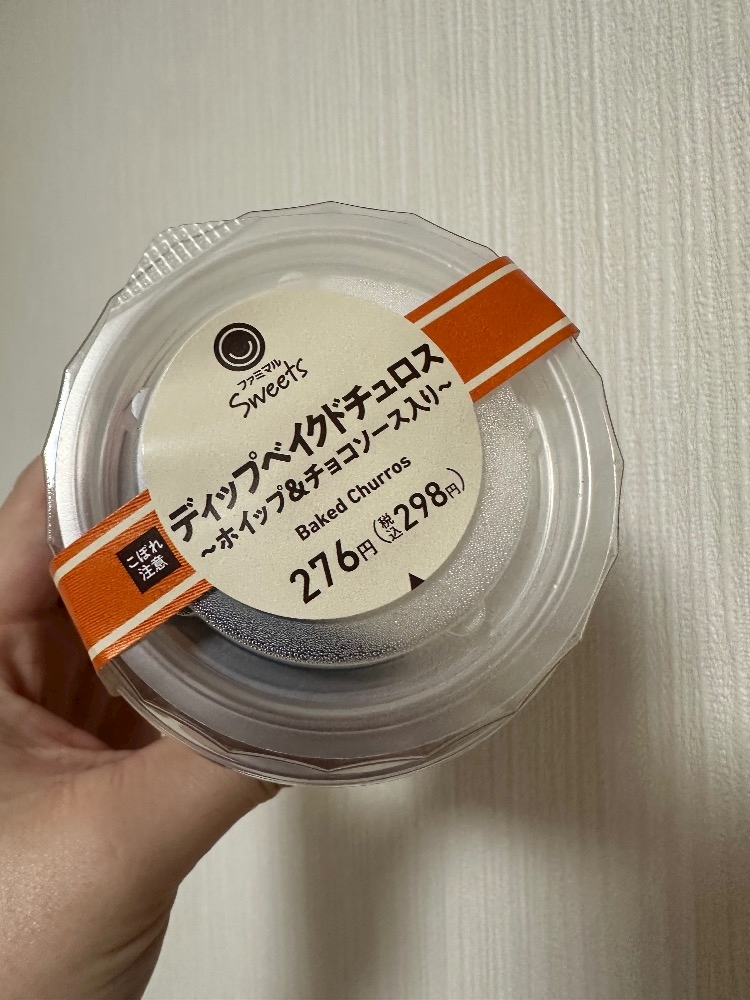 ファミマル
Sweets
ディップベイクドチュロス
~ホイップ&チョコソース入り~
Baked Churros
276円(税込298円)
こぼれ
注意